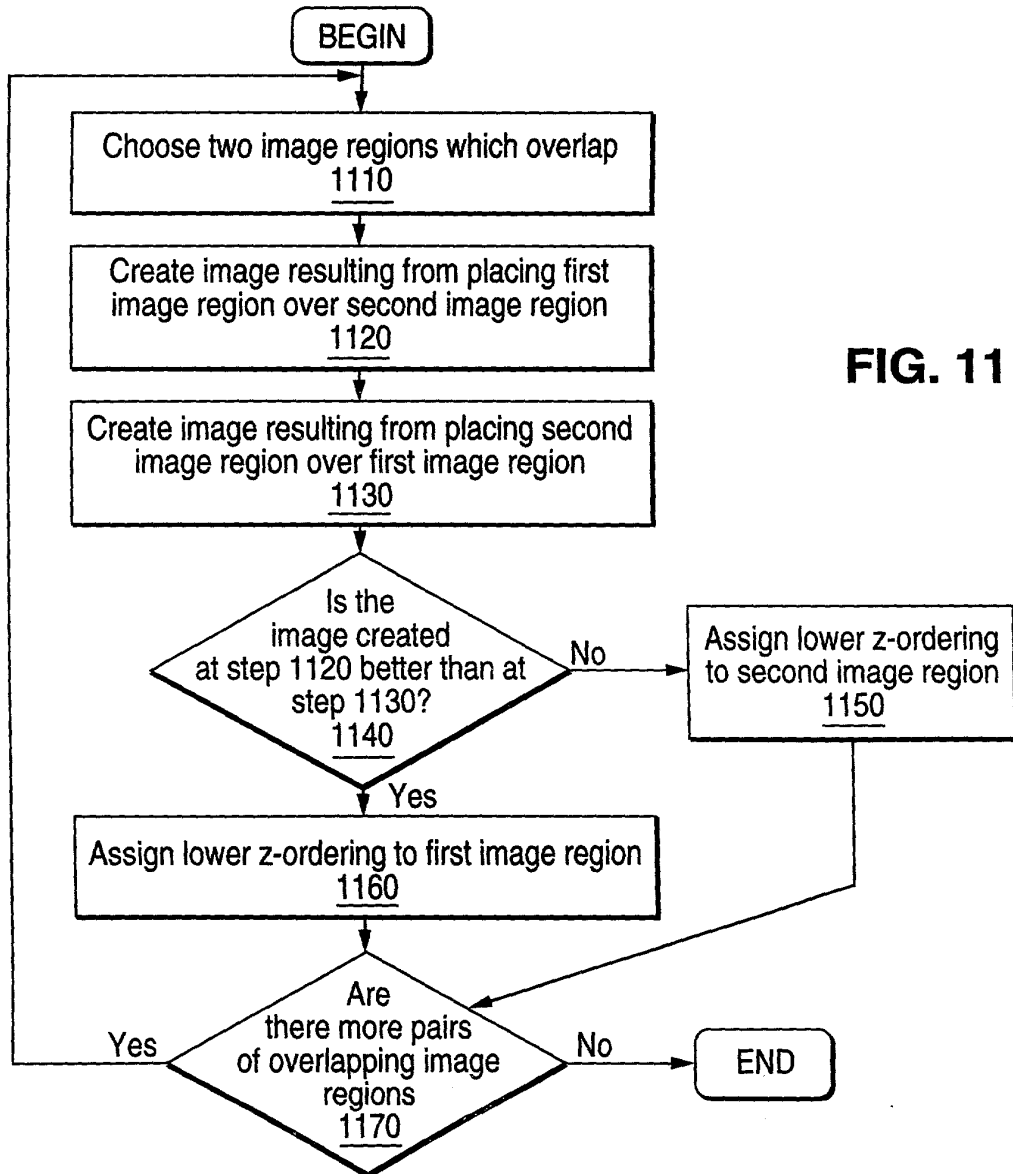 BEGIN
Choose two image regions which overlap
1110
Create image resulting from placing first
image region over second image region
1120
Create image resulting from placing second
image region over first image region
1130
Is the
image created
at step 1120 better than at
step 1130?
1140
No
Assign lower z-ordering
to second image region
1150
Yes
Assign lower z-ordering to first image region
1160
Are
there more pairs
of overlapping image
regions
1170
Yes
No
END
FIG. 11